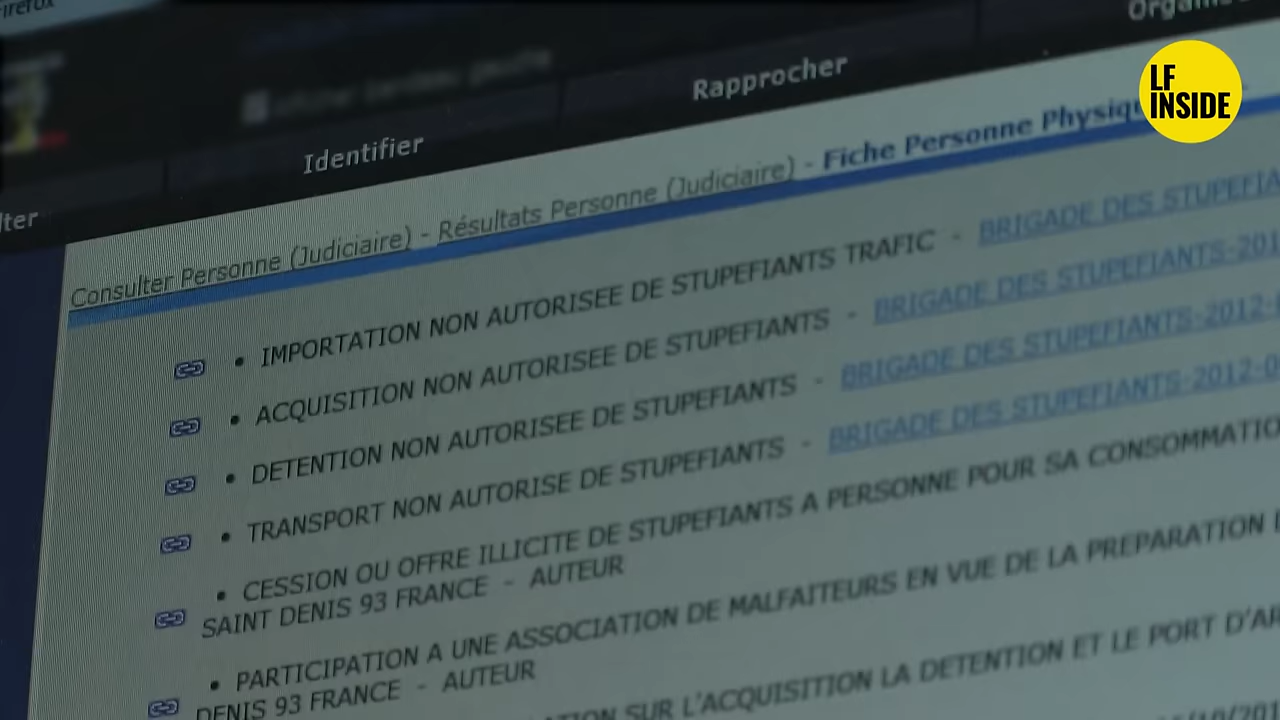 Firefox
LF
INSIDE
Rapprocher
Identifier
Consulter Personne (Judiciaire) - Résultats Personne (Judiciaire) - Fiche Personne Physiq
• IMPORTATION NON AUTORISEE DE STUPEFIANTS TRAFIC - BRIGADE DES STUPEFIA
• ACQUISITION NON AUTORISEE DE STUPEFIANTS - BRIGADE DES STUPEFIANTS-201
• DETENTION NON AUTORISEE DE STUPEFIANTS - BRIGADE DES STUPEFIANTS-2012-
• TRANSPORT NON AUTORISE DE STUPEFIANTS - BRIGADE DES STUPEFIANTS-2012-0
• CESSION OU OFFRE ILLICITE DE STUPEFIANTS A PERSONNE POUR SA CONSOMMATIO
SAINT DENIS 93 FRANCE - AUTEUR
• PARTICIPATION A UNE ASSOCIATION DE MALFAITEURS EN VUE DE LA PREPARATION
DENIS 93 FRANCE - AUTEUR
SUR L'ACQUISITION LA DETENTION ET LE PORT D'AR